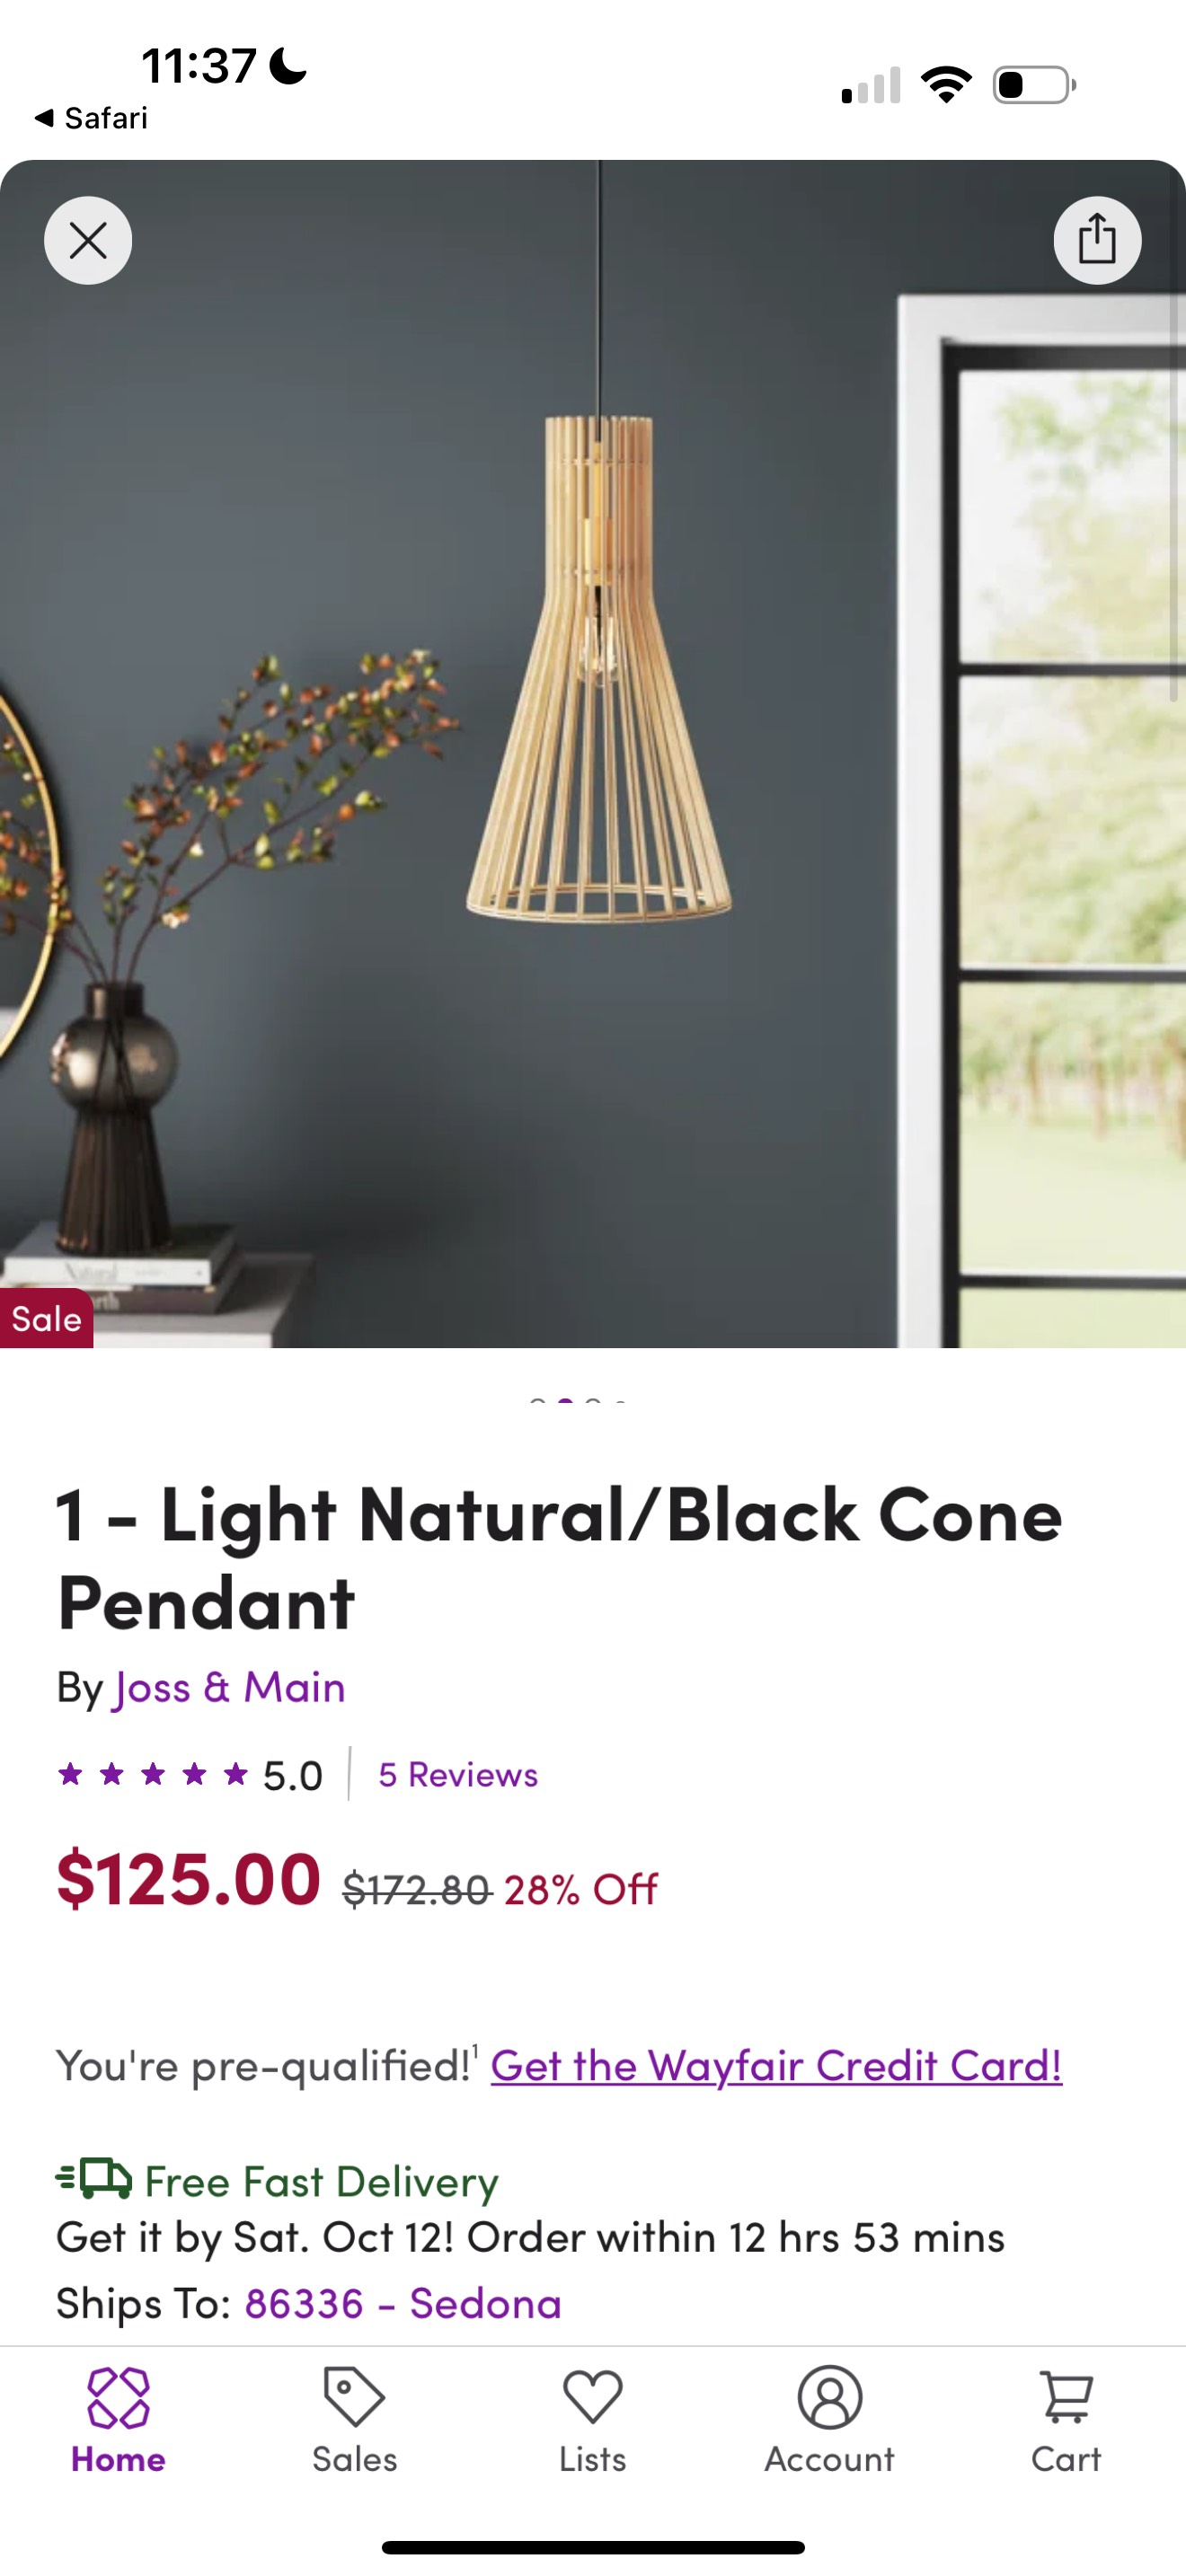 11:37
Safari
Natural
Sale
1 - Light Natural/Black Cone
Pendant
By Joss & Main
5.0 5 Reviews
$125.00 $172.80 28% Off
You're pre-qualified!¹ Get the Wayfair Credit Card!
Free Fast Delivery
Get it by Sat. Oct 12! Order within 12 hrs 53 mins
Ships To: 86336 - Sedona
Home Sales Lists Account Cart